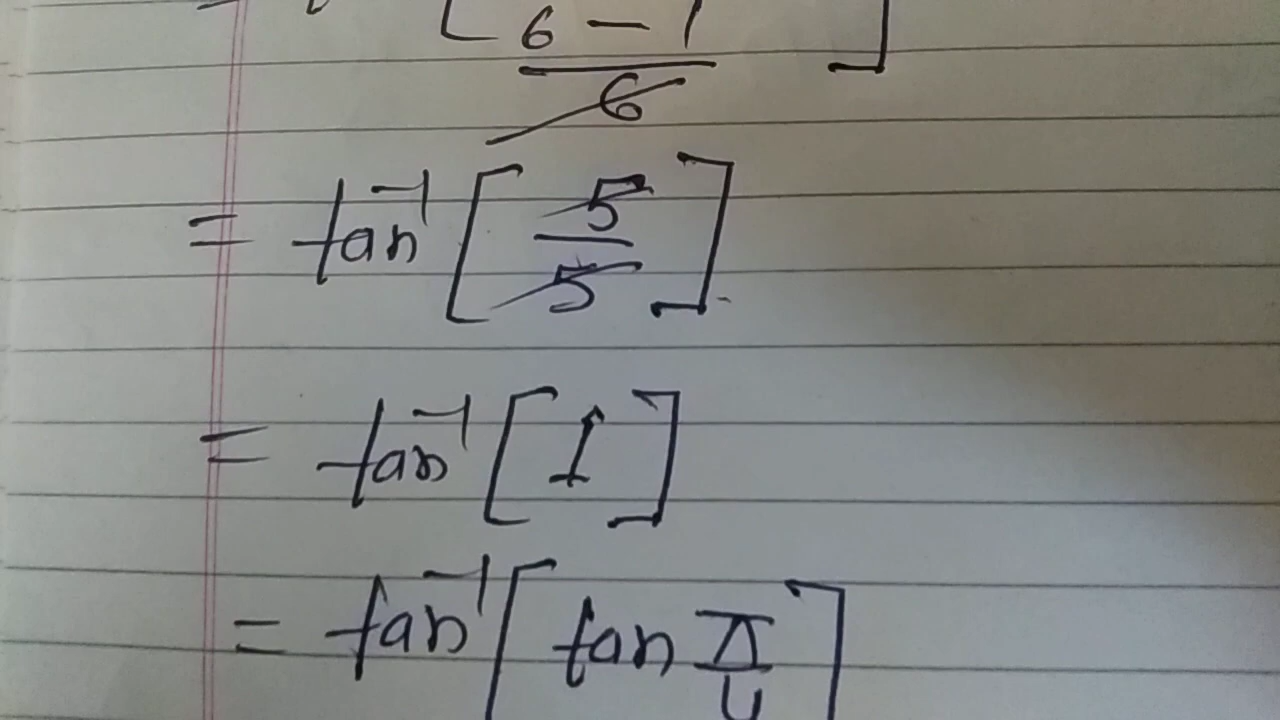 6 - 1
6
= tan⁻¹ [ 5/5 ]
= tan⁻¹ [ 1 ]
= tan⁻¹ [ tan π/4 ]